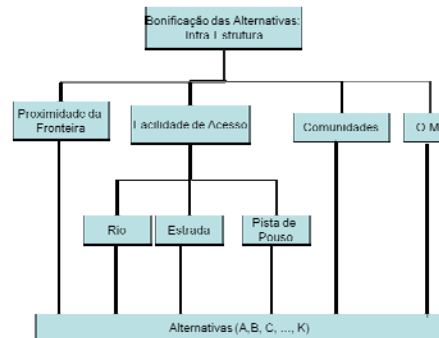 Bonificação das Alternativas:
Infra Estrutura
Proximidade da
Fronteira
Facilidade de Acesso
Comunidades
O M
Rio
Estrada
Pista de
Pouso
Alternativas (A,B, C, ..., K)